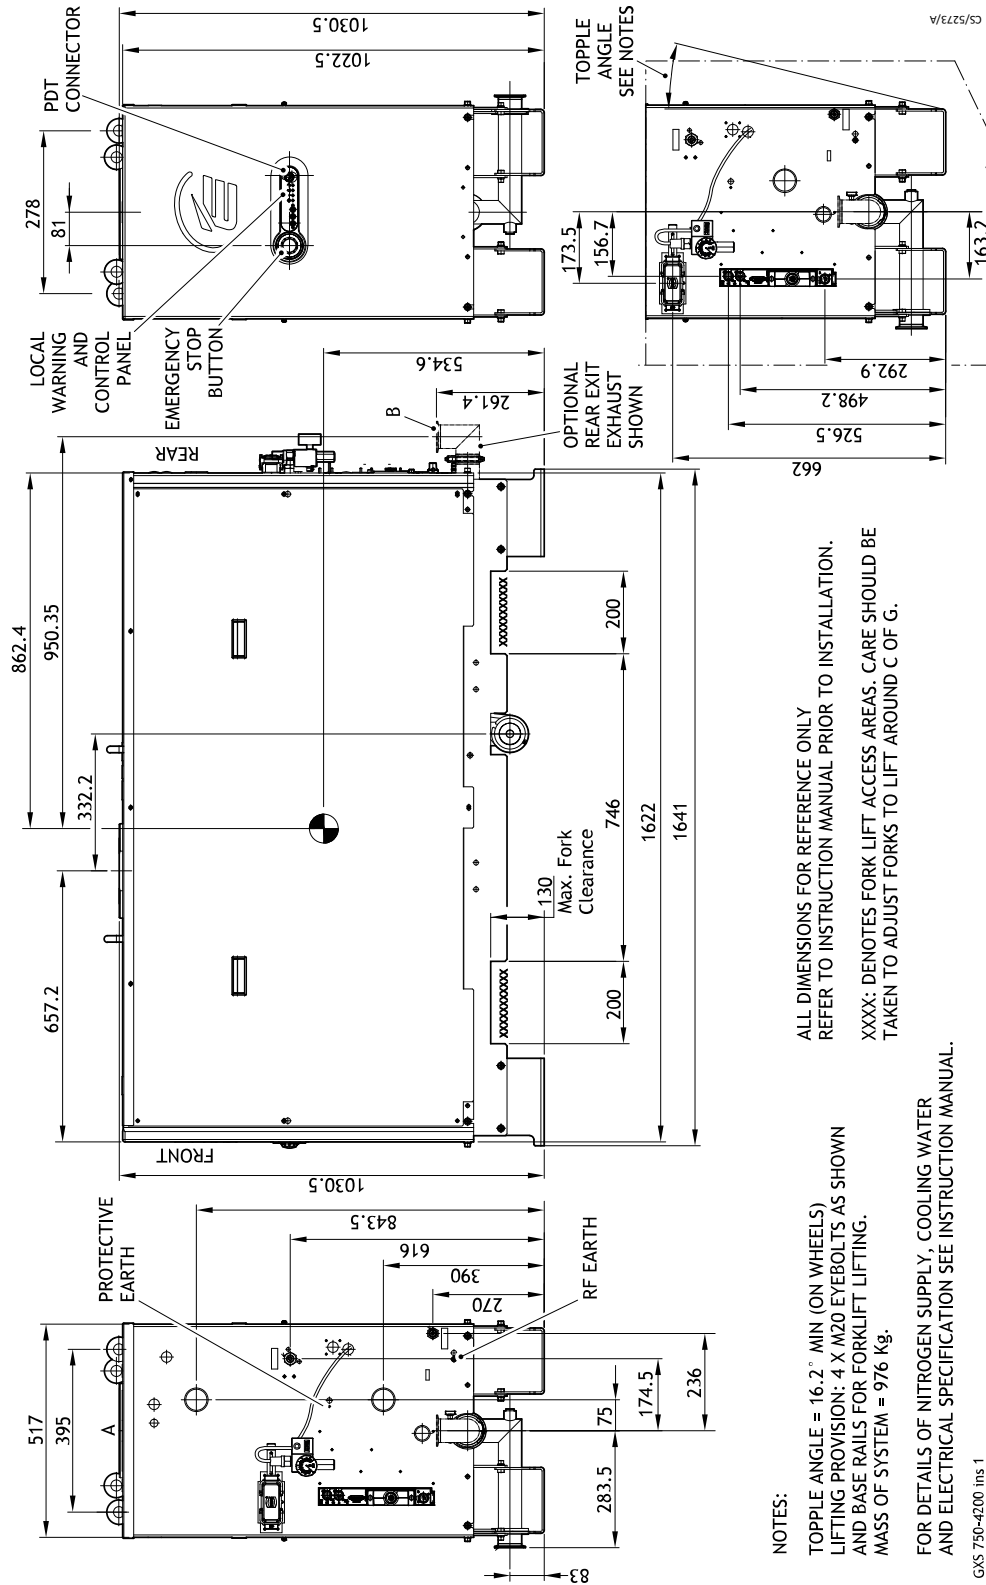 517
395
A
PROTECTIVE
EARTH
1030.5
843.5
616
390
270
RF EARTH
236
174.5
75
283.5
83
FRONT
REAR
657.2
332.2
862.4
950.35
534.6
261.4
B
OPTIONAL
REAR EXIT
EXHAUST
SHOWN
200
746
200
130
Max. Fork
Clearance
1622
1641
LOCAL
WARNING
AND
CONTROL
PANEL
EMERGENCY
STOP
BUTTON
PDT
CONNECTOR
278
81
1022.5
1030.5
TOPPLE
ANGLE
SEE NOTES
173.5
156.7
163.2
292.9
498.2
526.5
662
NOTES:
TOPPLE ANGLE = 16.2° MIN (ON WHEELS)
LIFTING PROVISION: 4 X M20 EYEBOLTS AS SHOWN
AND BASE RAILS FOR FORKLIFT LIFTING.
MASS OF SYSTEM = 976 Kg.
FOR DETAILS OF NITROGEN SUPPLY, COOLING WATER
AND ELECTRICAL SPECIFICATION SEE INSTRUCTION MANUAL.
ALL DIMENSIONS FOR REFERENCE ONLY
REFER TO INSTRUCTION MANUAL PRIOR TO INSTALLATION.
XXXX: DENOTES FORK LIFT ACCESS AREAS. CARE SHOULD BE
TAKEN TO ADJUST FORKS TO LIFT AROUND C OF G.
GXS 750-4200 ins 1
CS/5273/A
XXXXXXXXX
XXXXXXXXX